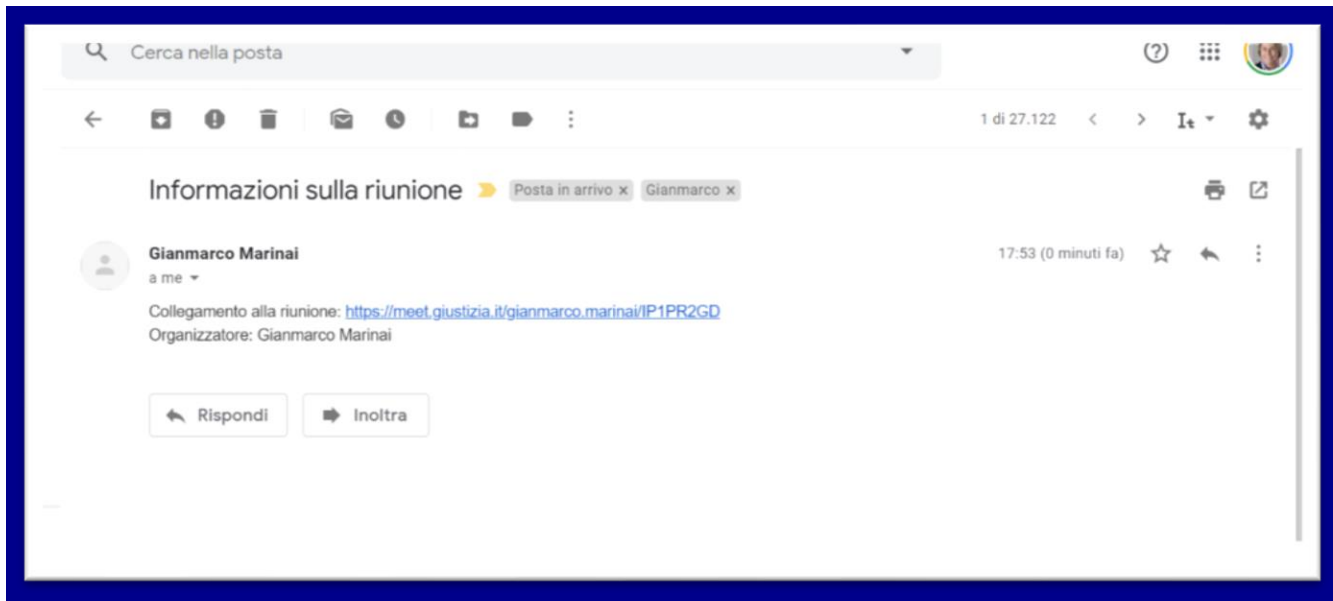 Cerca nella posta
1 di 27.122
Informazioni sulla riunione Posta in arrivo x Gianmarco x
Gianmarco Marinai 17:53 (0 minuti fa)
a me
Collegamento alla riunione: https://meet.giustizia.it/gianmarco.marinai/IP1PR2GD
Organizzatore: Gianmarco Marinai
Rispondi Inoltra